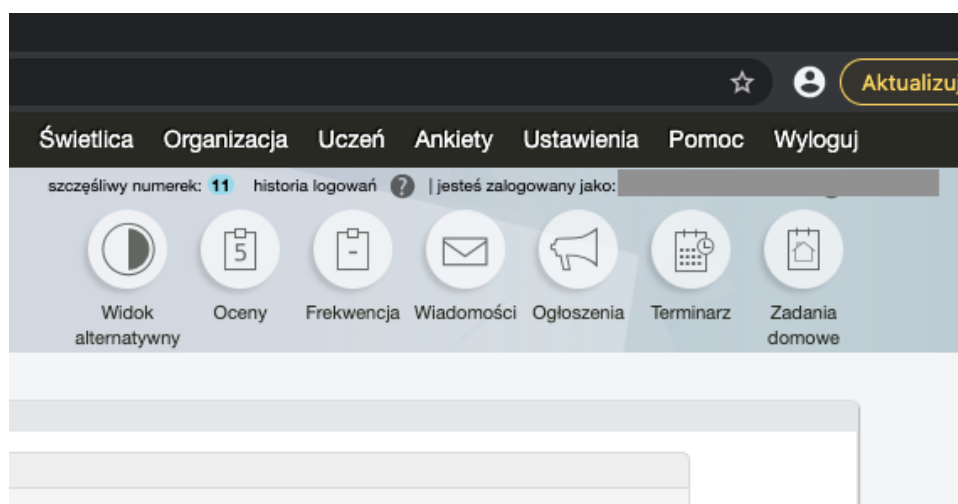 Aktualizuj
Świetlica Organizacja Uczeń Ankiety Ustawienia Pomoc Wyloguj
szczęśliwy numerek: 11 historia logowań ? | jesteś zalogowany jako:
5 -
Widok alternatywny
Oceny
Frekwencja
Wiadomości
Ogłoszenia
Terminarz
Zadania domowe